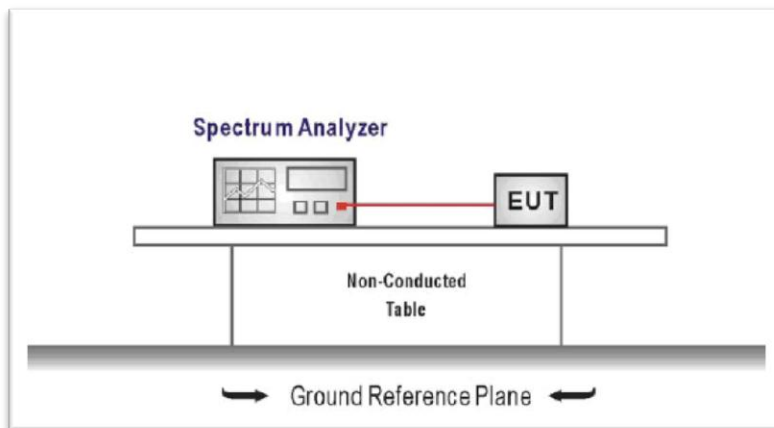 Spectrum Analyzer
EUT
Non-Conducted
Table
Ground Reference Plane